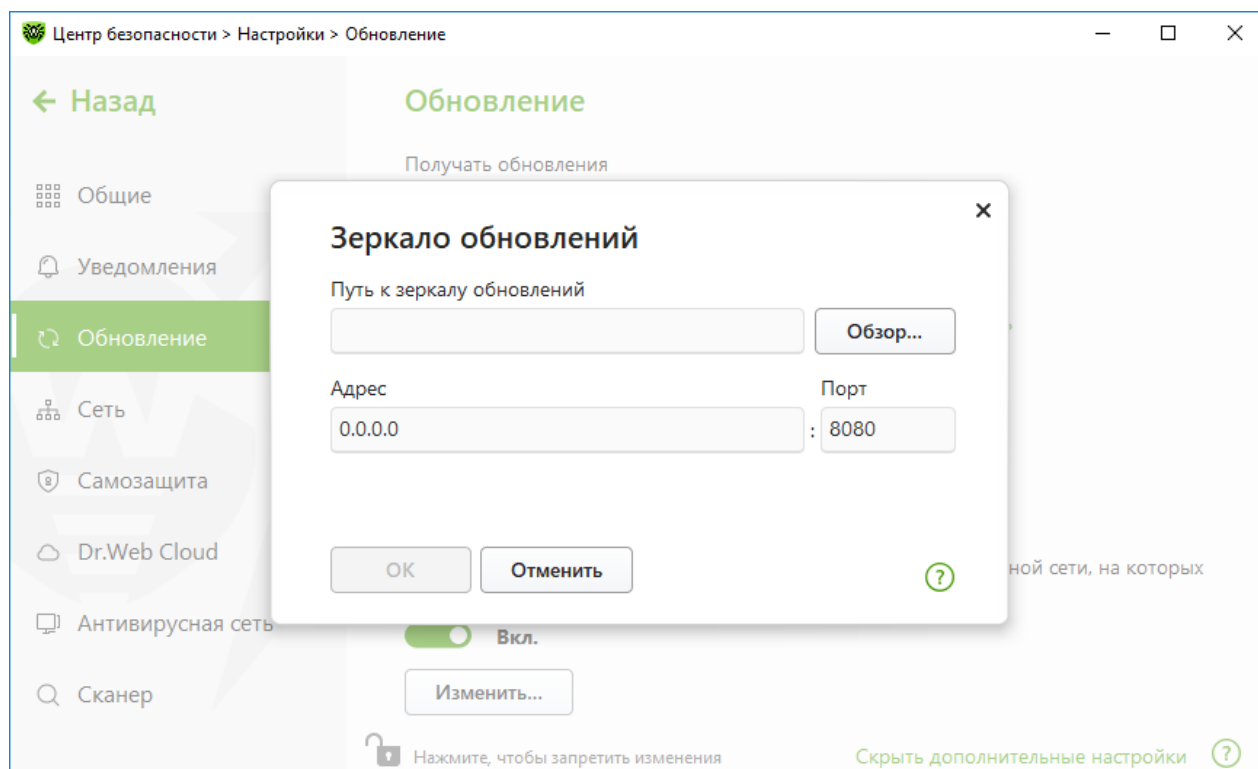 Центр безопасности > Настройки > Обновление
Назад
Общие
Уведомления
Обновление
Сеть
Самозащита
Dr.Web Cloud
Антивирусная сеть
Сканер
Обновление
Получать обновления
Зеркало обновлений
Путь к зеркалу обновлений
Обзор...
Адрес
Порт
0.0.0.0 : 8080
ОК
Отменить
ной сети, на которых
Вкл.
Изменить...
Нажмите, чтобы запретить изменения
Скрыть дополнительные настройки